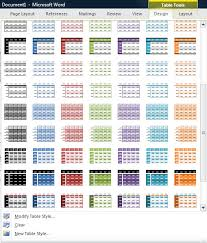 Document1 - Microsoft Word
Table Tools
Page Layout References Mailings Review View Design Layout
Modify Table Style...
Clear
New Table Style...